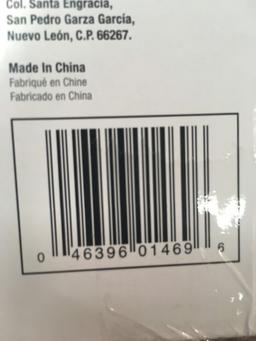 Col. Santa Engracia,
San Pedro Garza García,
Nuevo León, C.P. 66267.
Made In China
Fabriqué en Chine
Fabricado en China
0 46396 01469 6